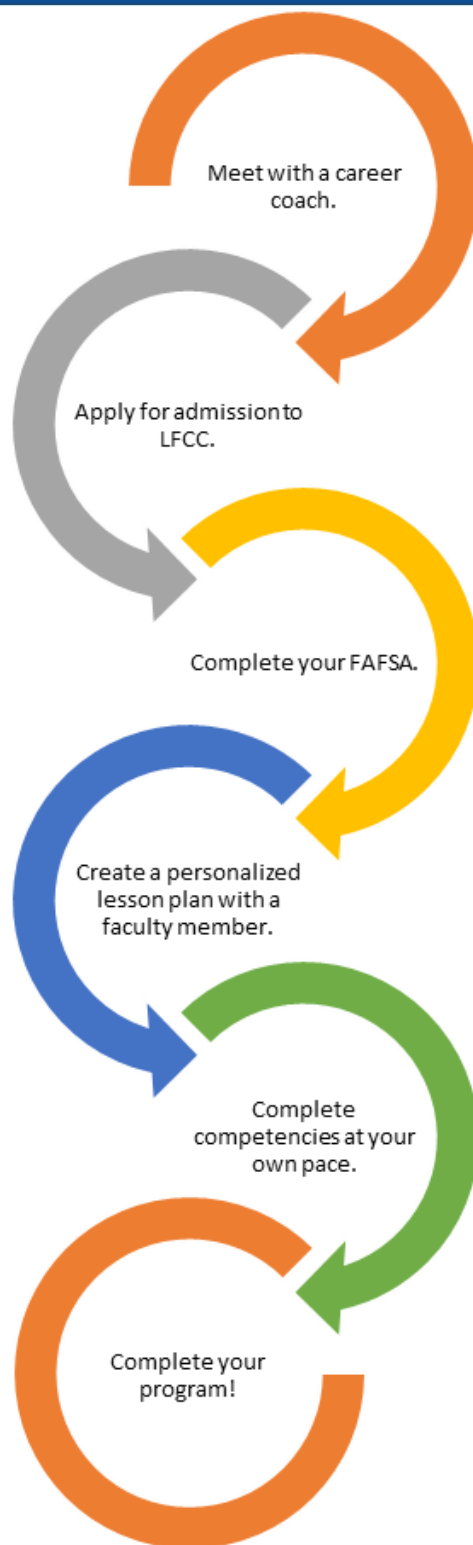 Meet with a career
coach.
Apply for admission to
LFCC.
Complete your FAFSA.
Create a personalized
lesson plan with a
faculty member.
Complete
competencies at your
own pace.
Complete your
program!